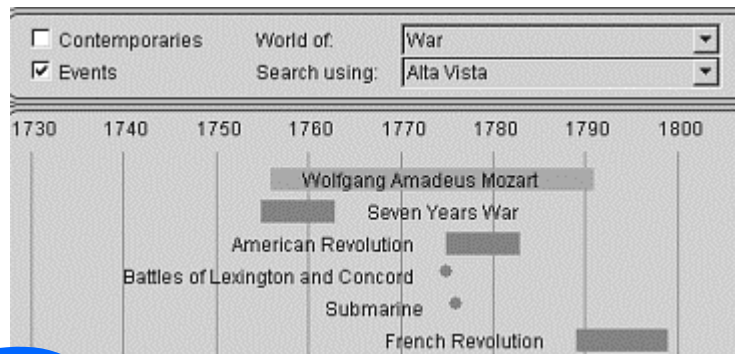 Contemporaries World of: War
Events Search using: Alta Vista
1730 1740 1750 1760 1770 1780 1790 1800
Wolfgang Amadeus Mozart
Seven Years War
American Revolution
Battles of Lexington and Concord
Submarine
French Revolution